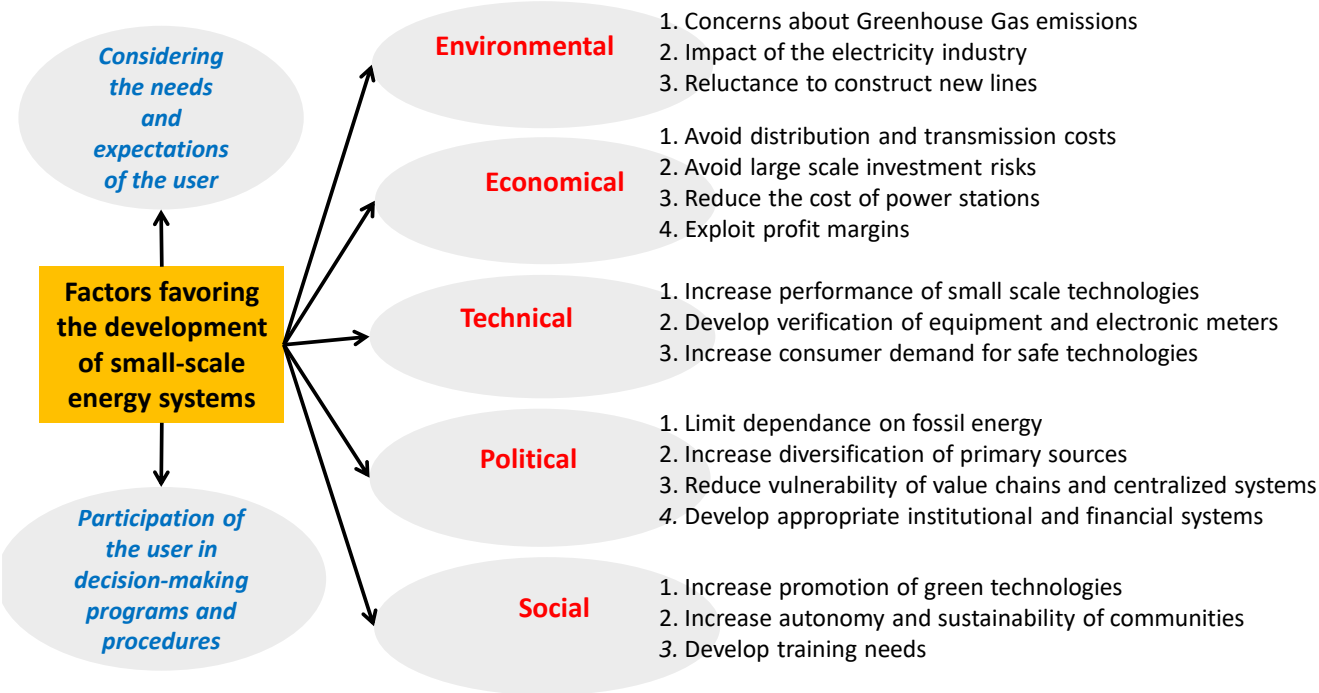 Considering
the needs
and
expectations
of the user
Factors favoring
the development
of small-scale
energy systems
Participation of
the user in
decision-making
programs and
procedures
Environmental
1. Concerns about Greenhouse Gas emissions
2. Impact of the electricity industry
3. Reluctance to construct new lines
Economical
1. Avoid distribution and transmission costs
2. Avoid large scale investment risks
3. Reduce the cost of power stations
4. Exploit profit margins
Technical
1. Increase performance of small scale technologies
2. Develop verification of equipment and electronic meters
3. Increase consumer demand for safe technologies
Political
1. Limit dependance on fossil energy
2. Increase diversification of primary sources
3. Reduce vulnerability of value chains and centralized systems
4. Develop appropriate institutional and financial systems
Social
1. Increase promotion of green technologies
2. Increase autonomy and sustainability of communities
3. Develop training needs